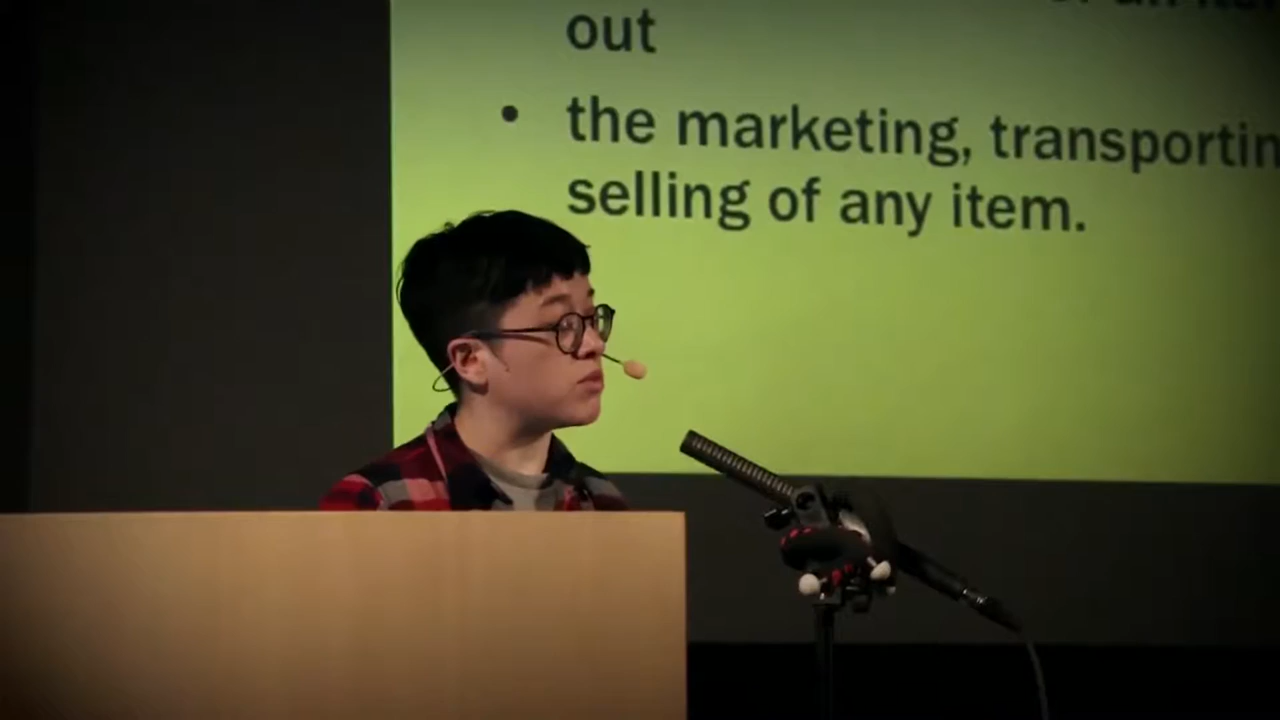 out
• the marketing, transportin
selling of any item.